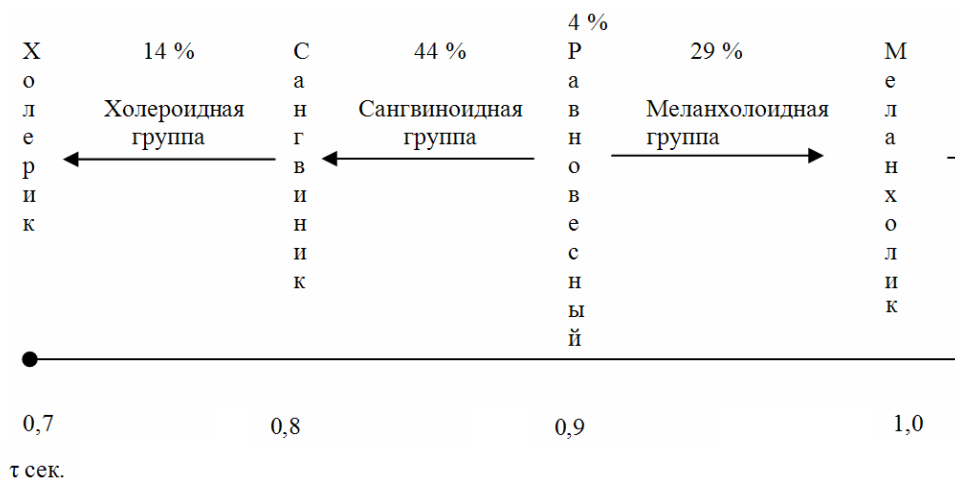 4 %
14 %
44 %
29 %
Холерик
Холероидная
группа
Сангвиник
Сангвиноидная
группа
Равновесный
Меланхолоидная
группа
Меланхолик
0,7
0,8
0,9
1,0
τ сек.